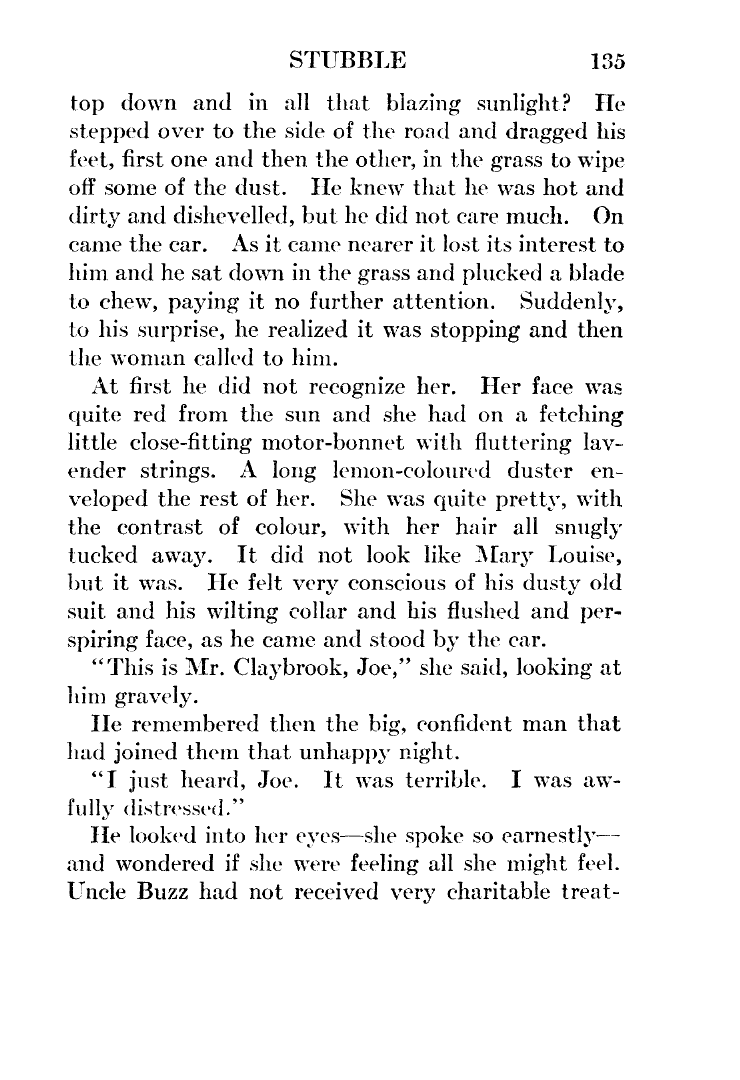 STUBBLE 135
top down and in all that blazing sunlight? He
stepped over to the side of the road and dragged his
feet, first one and then the other, in the grass to wipe
off some of the dust. He knew that he was hot and
dirty and dishevelled, but he did not care much. On
came the car. As it came nearer it lost its interest to
him and he sat down in the grass and plucked a blade
to chew, paying it no further attention. Suddenly,
to his surprise, he realized it was stopping and then
the woman called to him.
At first he did not recognize her. Her face was
quite red from the sun and she had on a fetching
little close-fitting motor-bonnet with fluttering lav-
ender strings. A long lemon-coloured duster en-
veloped the rest of her. She was quite pretty, with
the contrast of colour, with her hair all snugly
tucked away. It did not look like Mary Louise,
but it was. He felt very conscious of his dusty old
suit and his wilting collar and his flushed and per-
spiring face, as he came and stood by the car.
"This is Mr. Claybrook, Joe," she said, looking at
him gravely.
He remembered then the big, confident man that
had joined them that unhappy night.
"I just heard, Joe. It was terrible. I was aw-
fully distressed."
He looked into her eyes—she spoke so earnestly—
and wondered if she were feeling all she might feel.
Uncle Buzz had not received very charitable treat-